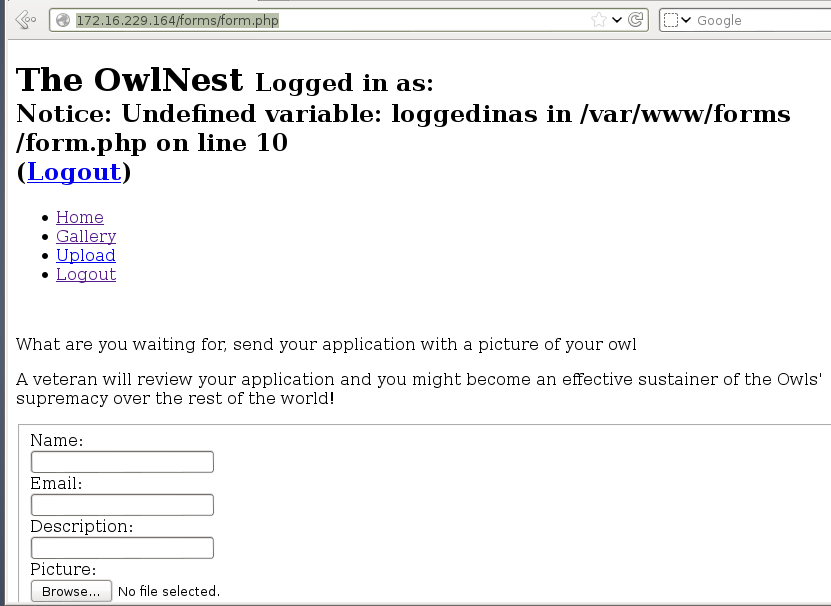 172.16.229.164/forms/form.php
Google
The OwlNest Logged in as:
Notice: Undefined variable: loggedinas in /var/www/forms
/form.php on line 10
(Logout)
Home
Gallery
Upload
Logout
What are you waiting for, send your application with a picture of your owl
A veteran will review your application and you might become an effective sustainer of the Owls'
supremacy over the rest of the world!
Name:
Email:
Description:
Picture:
Browse... No file selected.